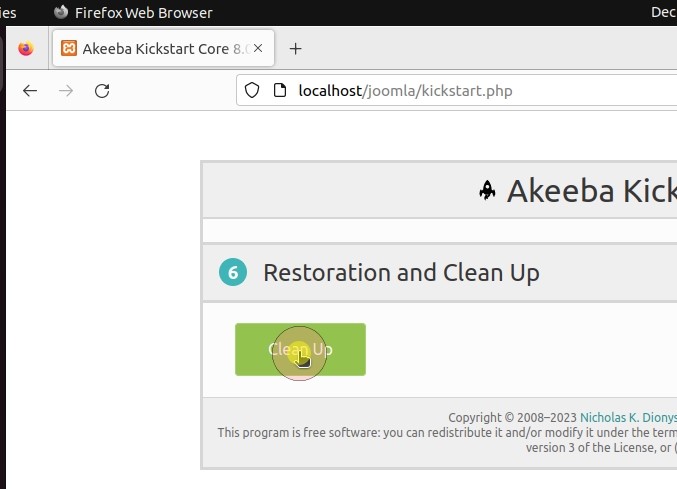 ies Firefox Web Browser Dec
Akeeba Kickstart Core 8.0
localhost/joomla/kickstart.php
Akeeba Kick
6 Restoration and Clean Up
Clean Up
Copyright © 2008–2023 Nicholas K. Dionys
This program is free software: you can redistribute it and/or modify it under the term
version 3 of the License, or (